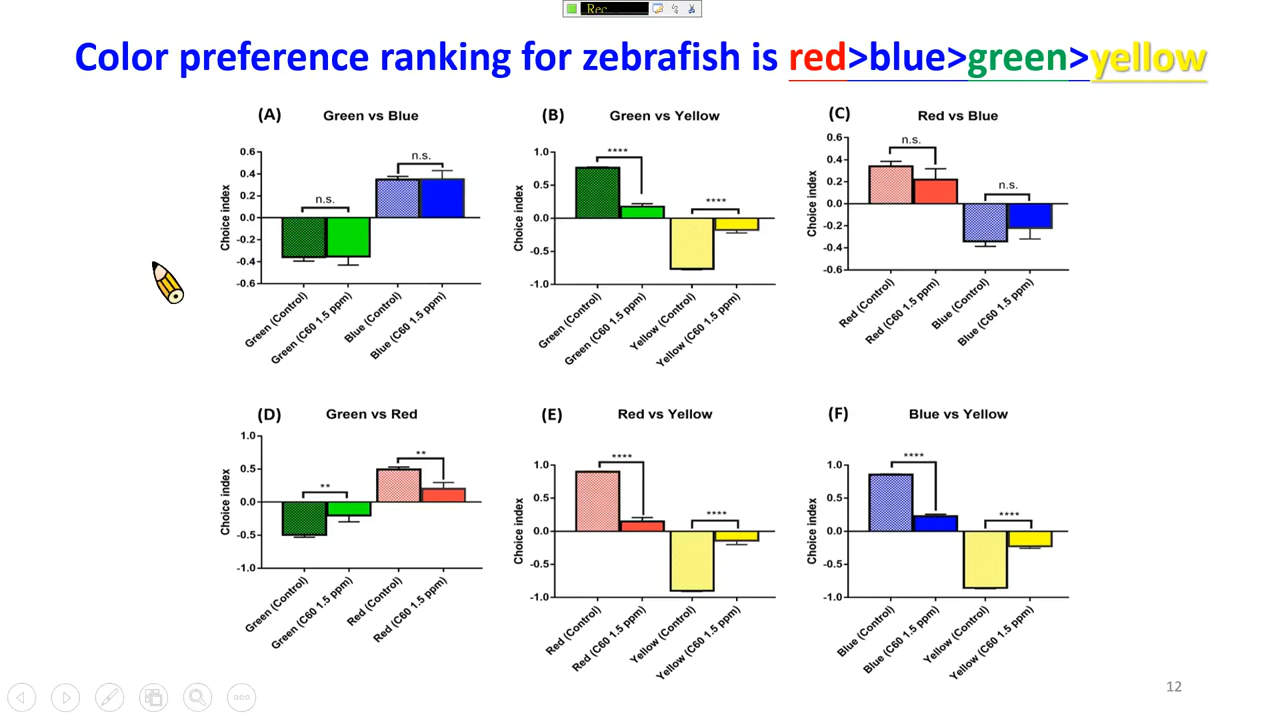 Rec
Color preference ranking for zebrafish is red>blue>green>yellow
(A) Green vs Blue
0.6
0.4
0.2
0.0
-0.2
-0.4
-0.6
Choice index
n.s.
n.s.
Green (Control)
Green (C60 1.5 ppm)
Blue (Control)
Blue (C60 1.5 ppm)
(B) Green vs Yellow
1.0
0.5
0.0
-0.5
-1.0
Choice index
****
****
Green (Control)
Green (C60 1.5 ppm)
Yellow (Control)
Yellow (C60 1.5 ppm)
(C) Red vs Blue
0.6
0.4
0.2
0.0
-0.2
-0.4
-0.6
Choice index
n.s.
n.s.
Red (Control)
Red (C60 1.5 ppm)
Blue (Control)
Blue (C60 1.5 ppm)
(D) Green vs Red
1.0
0.5
0.0
-0.5
-1.0
Choice index
**
**
Green (Control)
Green (C60 1.5 ppm)
Red (Control)
Red (C60 1.5 ppm)
(E) Red vs Yellow
1.0
0.5
0.0
-0.5
-1.0
Choice index
****
****
Red (Control)
Red (C60 1.5 ppm)
Yellow (Control)
Yellow (C60 1.5 ppm)
(F) Blue vs Yellow
1.0
0.5
0.0
-0.5
-1.0
Choice index
****
****
Blue (Control)
Blue (C60 1.5 ppm)
Yellow (Control)
Yellow (C60 1.5 ppm)
12